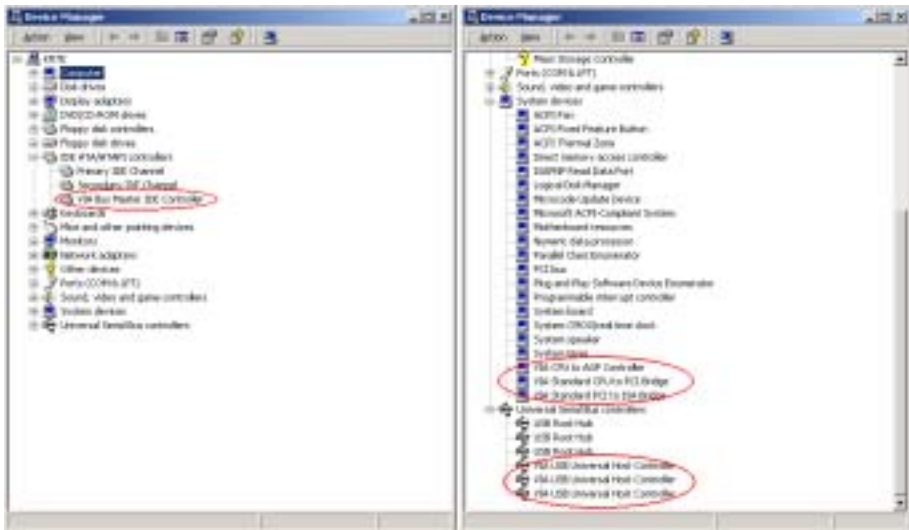 Device Manager
Action View
Computer
Disk drives
Display adapters
DVD/CD-ROM drives
Floppy disk controllers
Floppy disk drives
IDE ATA/ATAPI controllers
Primary IDE Channel
Secondary IDE Channel
VIA Bus Master IDE Controller
Keyboards
Mice and other pointing devices
Monitors
Network adapters
Other devices
Ports (COM & LPT)
Sound, video and game controllers
System devices
Universal Serial Bus controllers
Device Manager
Action View
Mass Storage Controller
Ports (COM & LPT)
Sound, video and game controllers
System devices
ACPI Fan
ACPI Fixed Feature Button
ACPI Thermal Zone
Direct memory access controller
ISAPNP Read Data Port
Logical Disk Manager
Microcode Update Device
Microsoft ACPI-Compliant System
Motherboard resources
Numeric data processor
Parallel Class Enumerator
PCI bus
Plug and Play Software Device Enumerator
Programmable interrupt controller
System board
System CMOS/real time clock
System speaker
System timer
VIA CPU to AGP Controller
VIA Standard CPU to PCI Bridge
VIA Standard PCI to ISA Bridge
Universal Serial Bus controllers
USB Root Hub
USB Root Hub
USB Root Hub
VIA USB Universal Host Controller
VIA USB Universal Host Controller
VIA USB Universal Host Controller